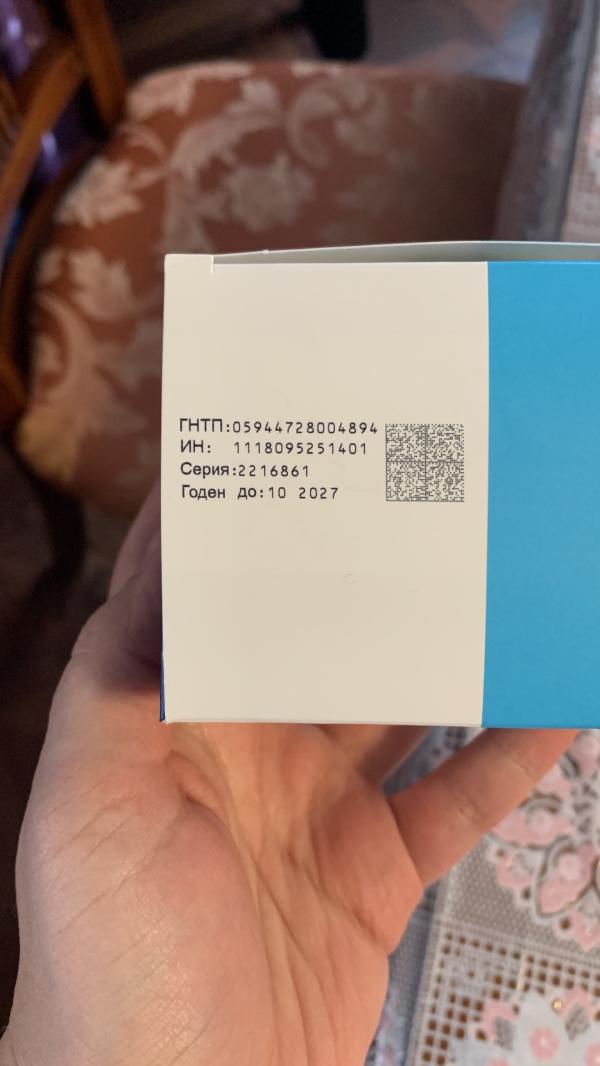 ГНТП:05944728004894
ИН: 1118095251401
Серия:2216861
Годен до:10 2027